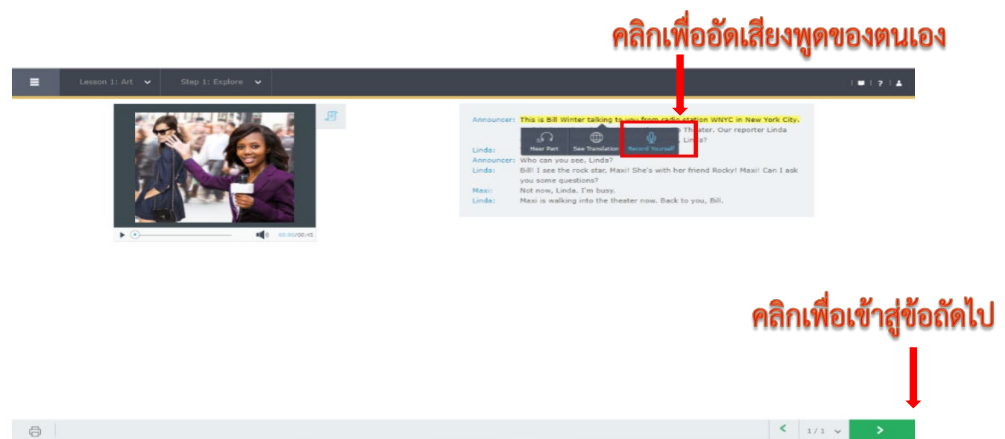 คลิกเพื่ออัดเสียงพูดของตนเอง
Lesson 1: Art
Step 1: Explore
?
Announcer: This is Bill Winter talking to you from radio station WNYC in New York City.
Theater. Our reporter Linda
Linda?
Hear Part
See Translation
Record Yourself
Linda:
Announcer: Who can you see, Linda?
Linda: Bill! I see the rock star, Maxi! She's with her friend Rocky! Maxi! Can I ask
you some questions?
Maxi: Not now, Linda. I'm busy.
Linda: Maxi is walking into the theater now. Back to you, Bill.
00:00/00:45
คลิกเพื่อเข้าสู่ข้อถัดไป
1 / 1